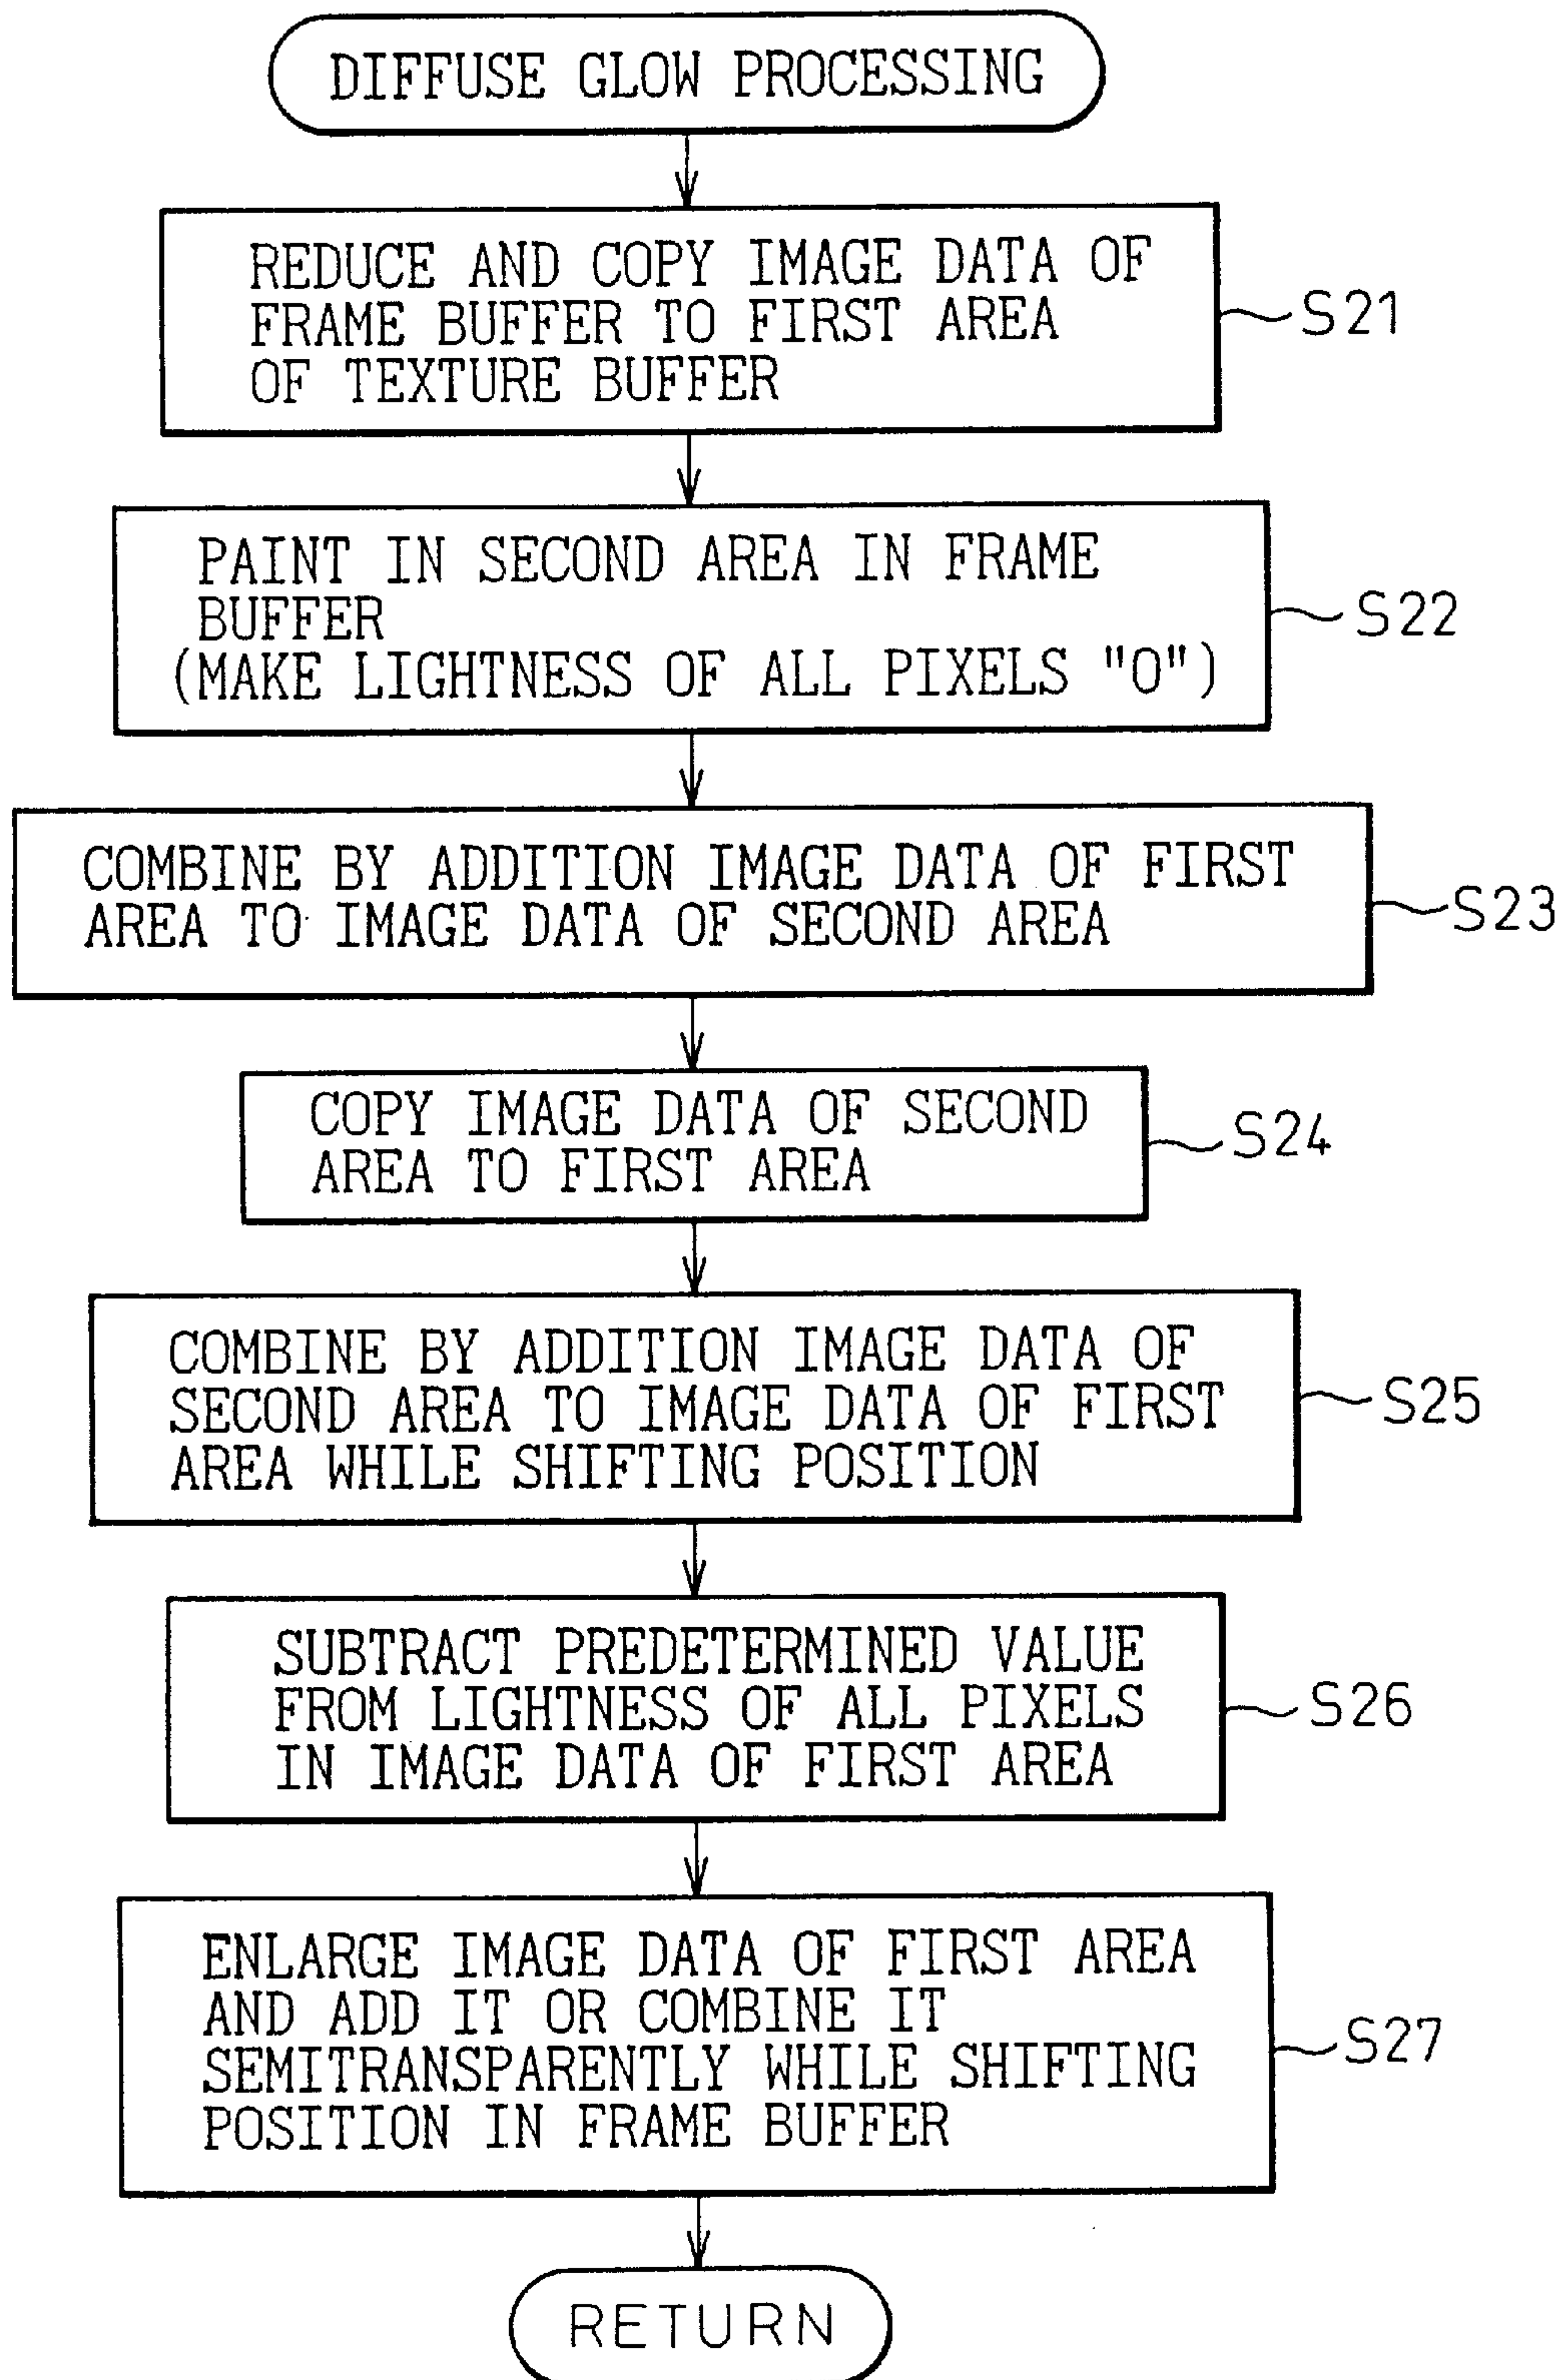 DIFFUSE GLOW PROCESSING
REDUCE AND COPY IMAGE DATA OF
FRAME BUFFER TO FIRST AREA
OF TEXTURE BUFFER
S21
PAINT IN SECOND AREA IN FRAME
BUFFER
(MAKE LIGHTNESS OF ALL PIXELS "0")
S22
COMBINE BY ADDITION IMAGE DATA OF FIRST
AREA TO IMAGE DATA OF SECOND AREA
S23
COPY IMAGE DATA OF SECOND
AREA TO FIRST AREA
S24
COMBINE BY ADDITION IMAGE DATA OF
SECOND AREA TO IMAGE DATA OF FIRST
AREA WHILE SHIFTING POSITION
S25
SUBTRACT PREDETERMINED VALUE
FROM LIGHTNESS OF ALL PIXELS
IN IMAGE DATA OF FIRST AREA
S26
ENLARGE IMAGE DATA OF FIRST AREA
AND ADD IT OR COMBINE IT
SEMITRANSPARENTLY WHILE SHIFTING
POSITION IN FRAME BUFFER
S27
RETURN